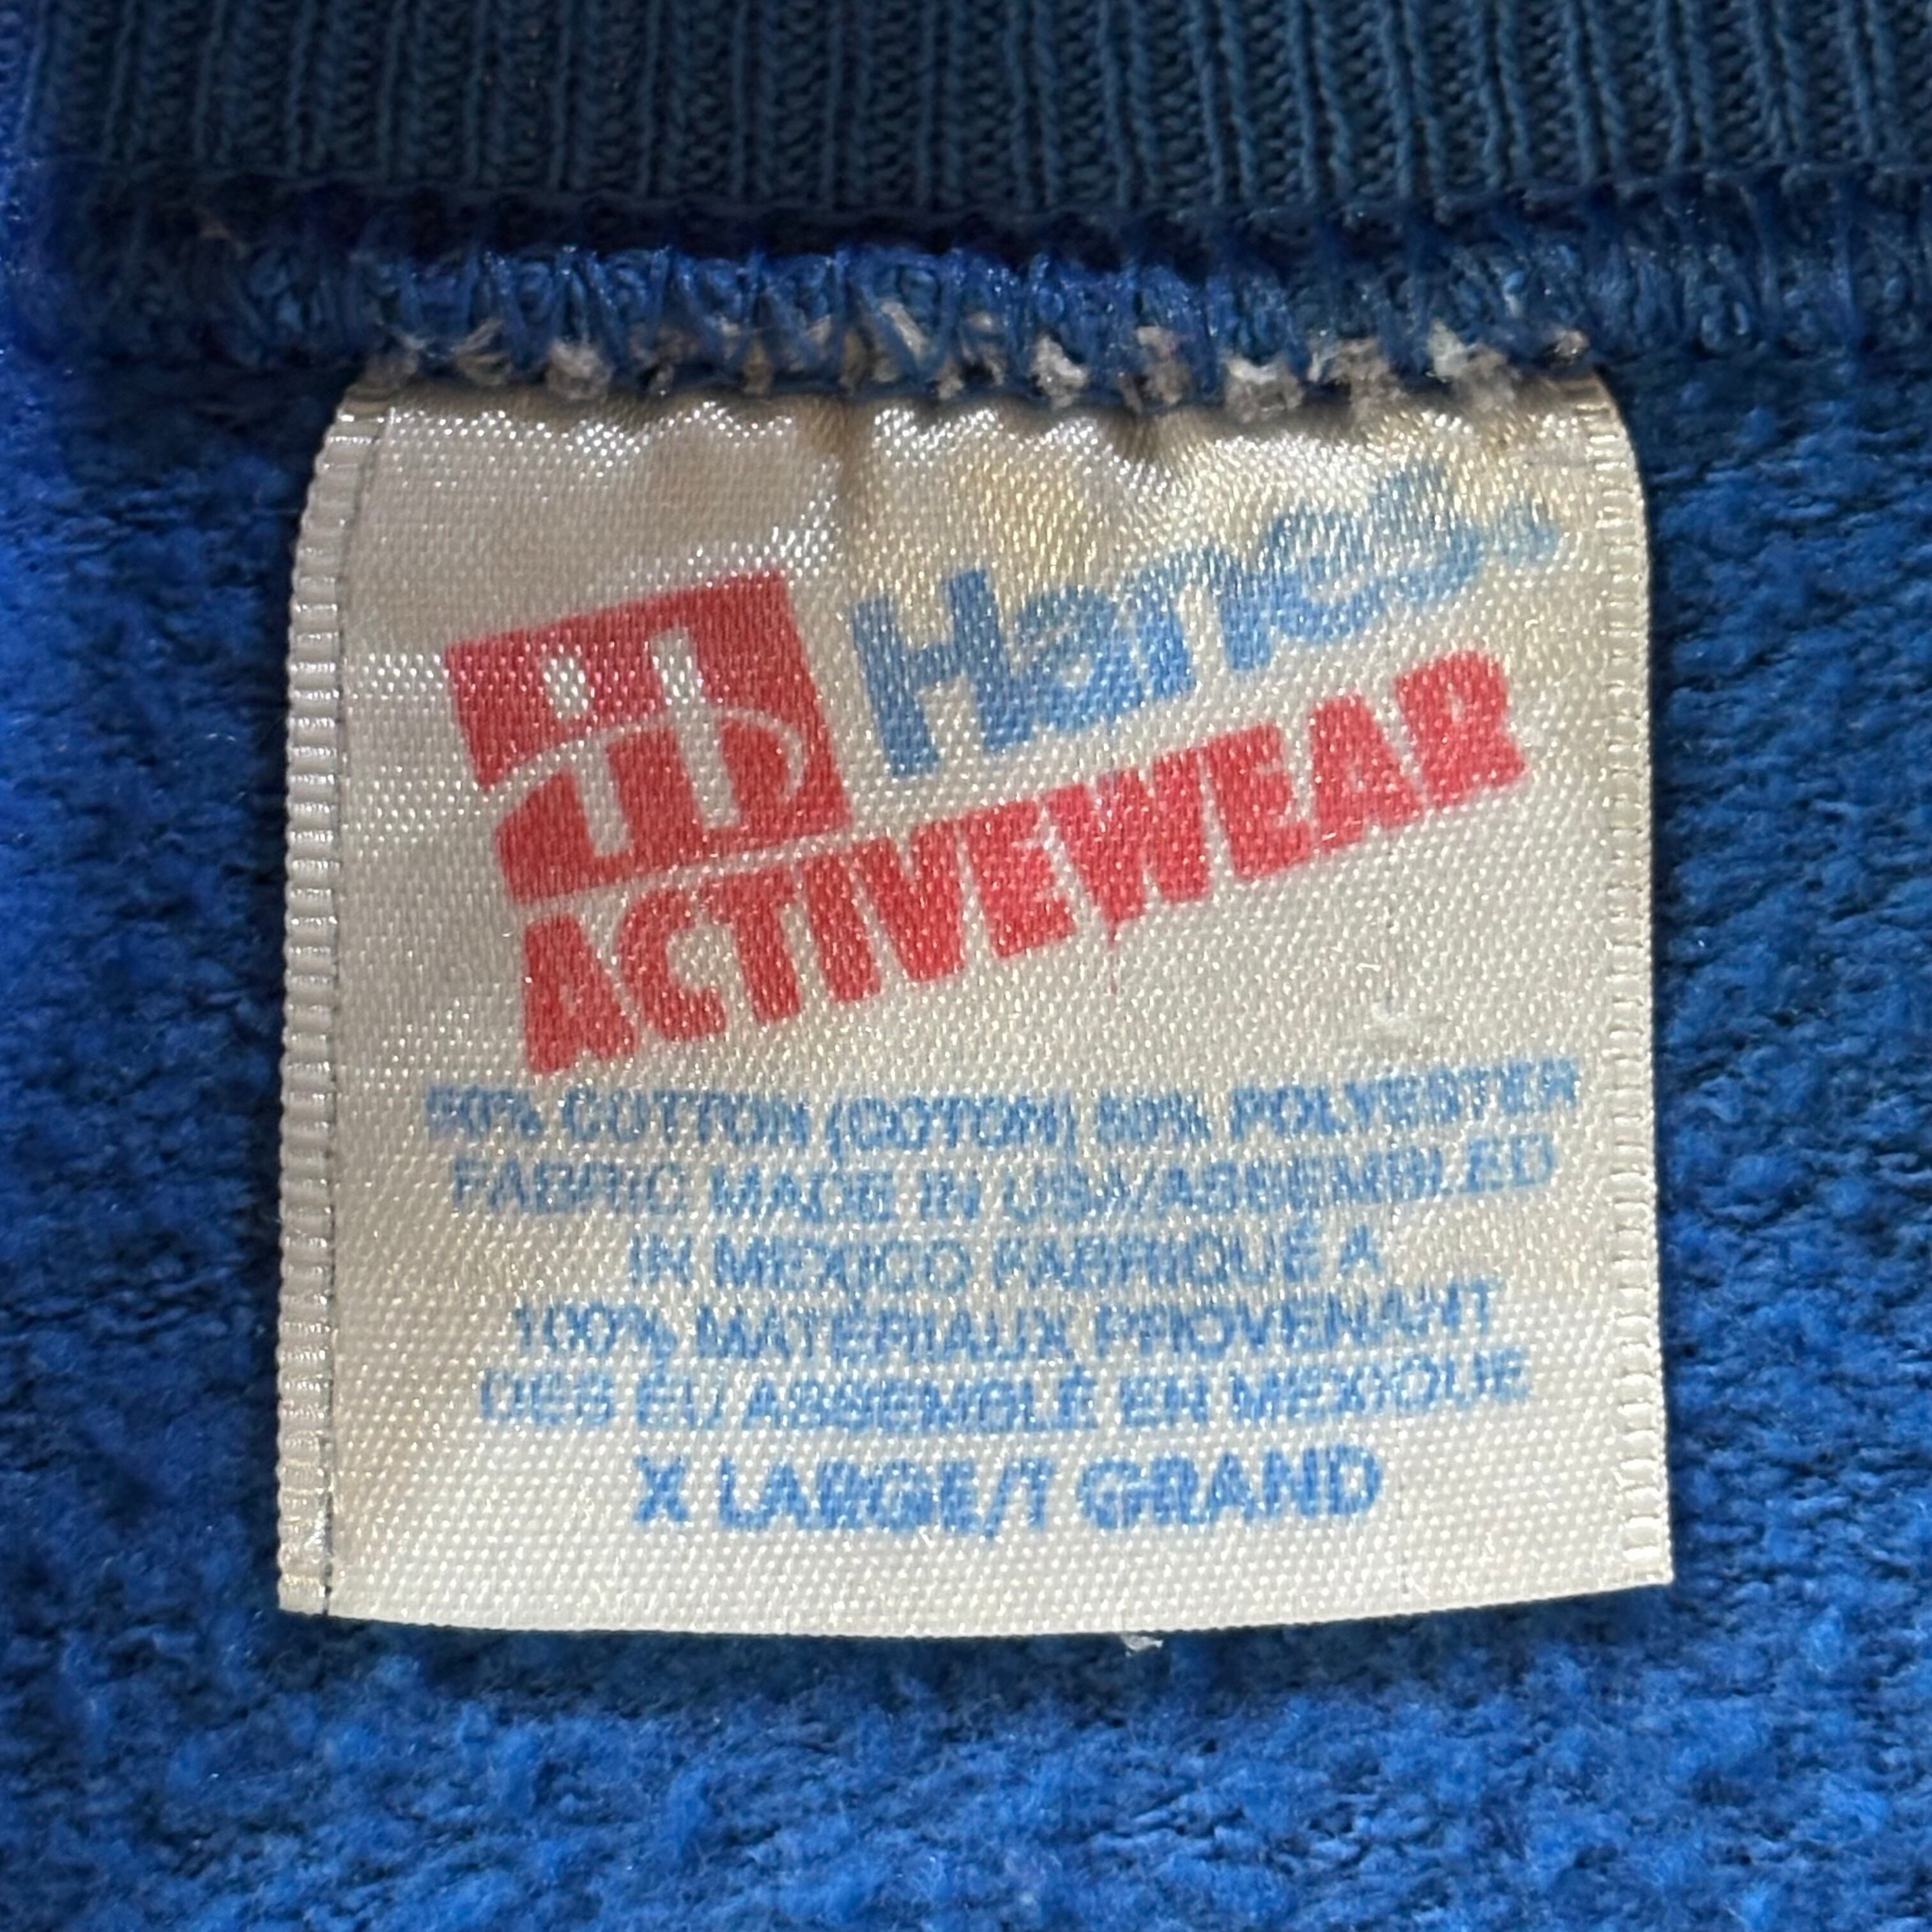 Hanes
ACTIVEWEAR
50% COTTON (COTON) 50% POLYESTER
FABRIC MADE IN USA/ASSEMBLED
IN MEXICO FABRIQUÉ À
100% MATÉRIAUX PROVENANT
DES ÉU/ASSEMBLÉ EN MEXIQUE
X LARGE/T GRAND